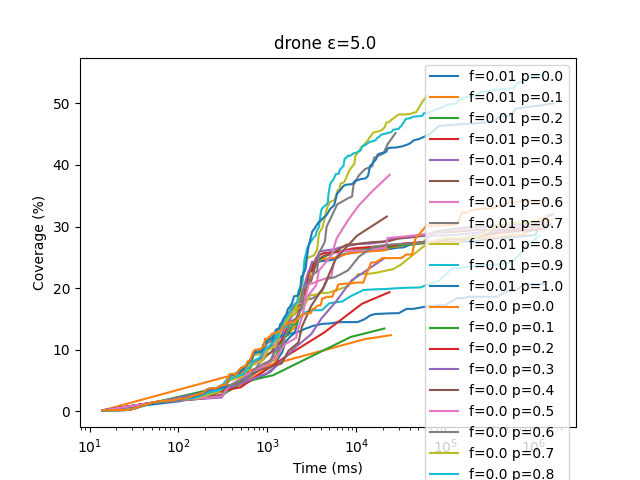 drone ε=5.0
Coverage (%)
50
40
30
20
10
0
10¹
10²
10³
10⁴
10⁵
10⁶
Time (ms)
f=0.01 p=0.0
f=0.01 p=0.1
f=0.01 p=0.2
f=0.01 p=0.3
f=0.01 p=0.4
f=0.01 p=0.5
f=0.01 p=0.6
f=0.01 p=0.7
f=0.01 p=0.8
f=0.01 p=0.9
f=0.01 p=1.0
f=0.0 p=0.0
f=0.0 p=0.1
f=0.0 p=0.2
f=0.0 p=0.3
f=0.0 p=0.4
f=0.0 p=0.5
f=0.0 p=0.6
f=0.0 p=0.7
f=0.0 p=0.8